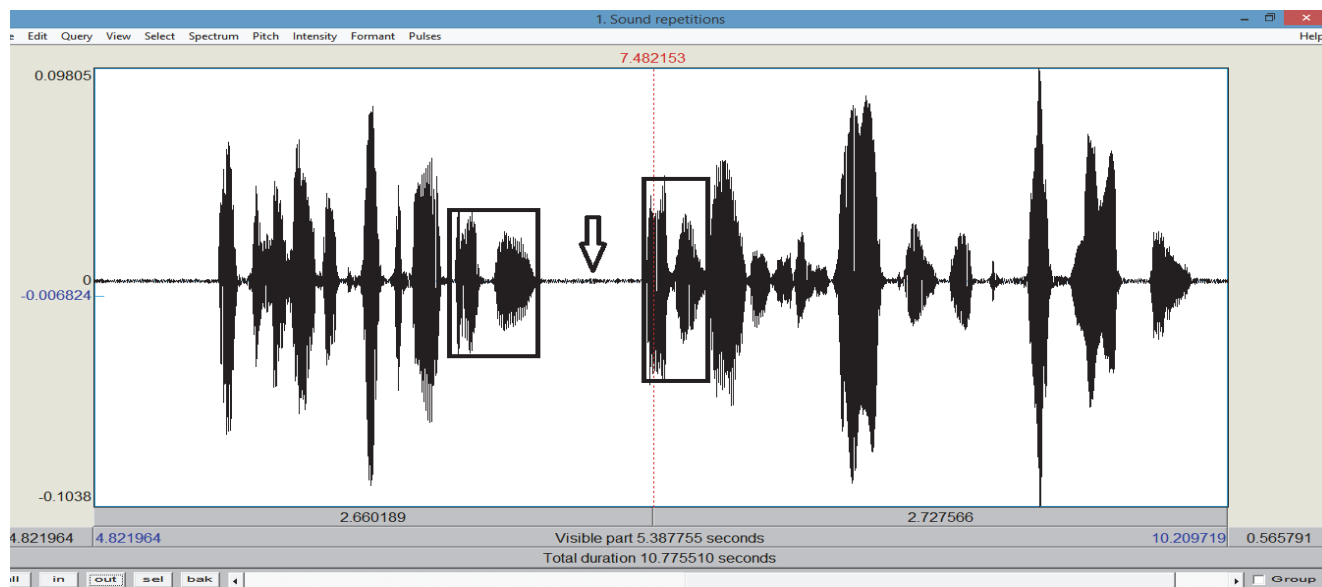 1. Sound repetitions
Edit Query View Select Spectrum Pitch Intensity Formant Pulses Help
7.482153
0.09805
0
-0.006824
-0.1038
2.660189 2.727566
4.821964 4.821964 Visible part 5.387755 seconds 10.209719 0.565791
Total duration 10.775510 seconds
in out sel bak Group